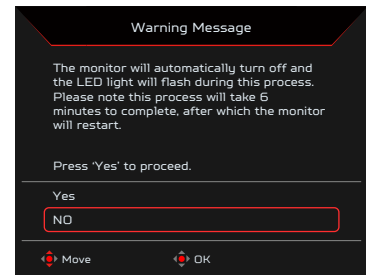 Warning Message
The monitor will automatically turn off and
the LED light will flash during this process.
Please note this process will take 6
minutes to complete, after which the monitor
will restart.
Press 'Yes' to proceed.
Yes
NO
Move OK